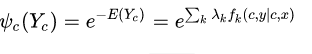 ψ_c(Y_c) = e^{-E(Y_c)} = e^{∑_k λ_k f_k(c,y|c,x)}